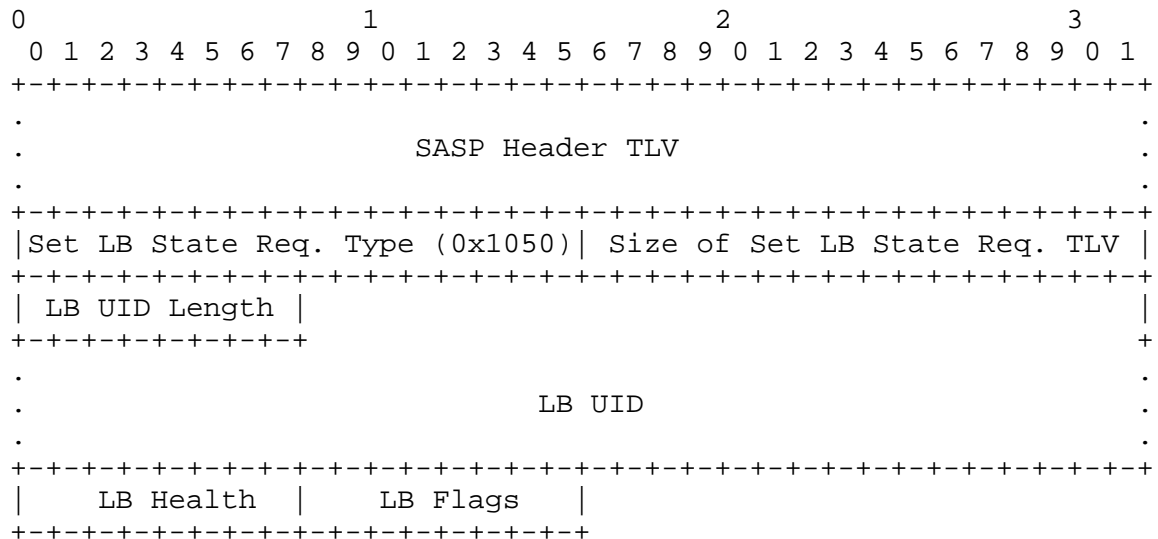 0                   1                   2                   3
 0 1 2 3 4 5 6 7 8 9 0 1 2 3 4 5 6 7 8 9 0 1 2 3 4 5 6 7 8 9 0 1
+-+-+-+-+-+-+-+-+-+-+-+-+-+-+-+-+-+-+-+-+-+-+-+-+-+-+-+-+-+-+-+-+
.                                                               .
.                      SASP Header TLV                          .
.                                                               .
+-+-+-+-+-+-+-+-+-+-+-+-+-+-+-+-+-+-+-+-+-+-+-+-+-+-+-+-+-+-+-+-+
|Set LB State Req. Type (0x1050)| Size of Set LB State Req. TLV |
+-+-+-+-+-+-+-+-+-+-+-+-+-+-+-+-+-+-+-+-+-+-+-+-+-+-+-+-+-+-+-+-+
| LB UID Length |                                               |
+-+-+-+-+-+-+-+-+                                               +
.                                                               .
.                             LB UID                            .
.                                                               .
+-+-+-+-+-+-+-+-+-+-+-+-+-+-+-+-+-+-+-+-+-+-+-+-+-+-+-+-+-+-+-+-+
|    LB Health  |    LB Flags   |
+-+-+-+-+-+-+-+-+-+-+-+-+-+-+-+-+